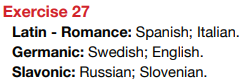 Exercise 27
Latin - Romance: Spanish; Italian.
Germanic: Swedish; English.
Slavonic: Russian; Slovenian.